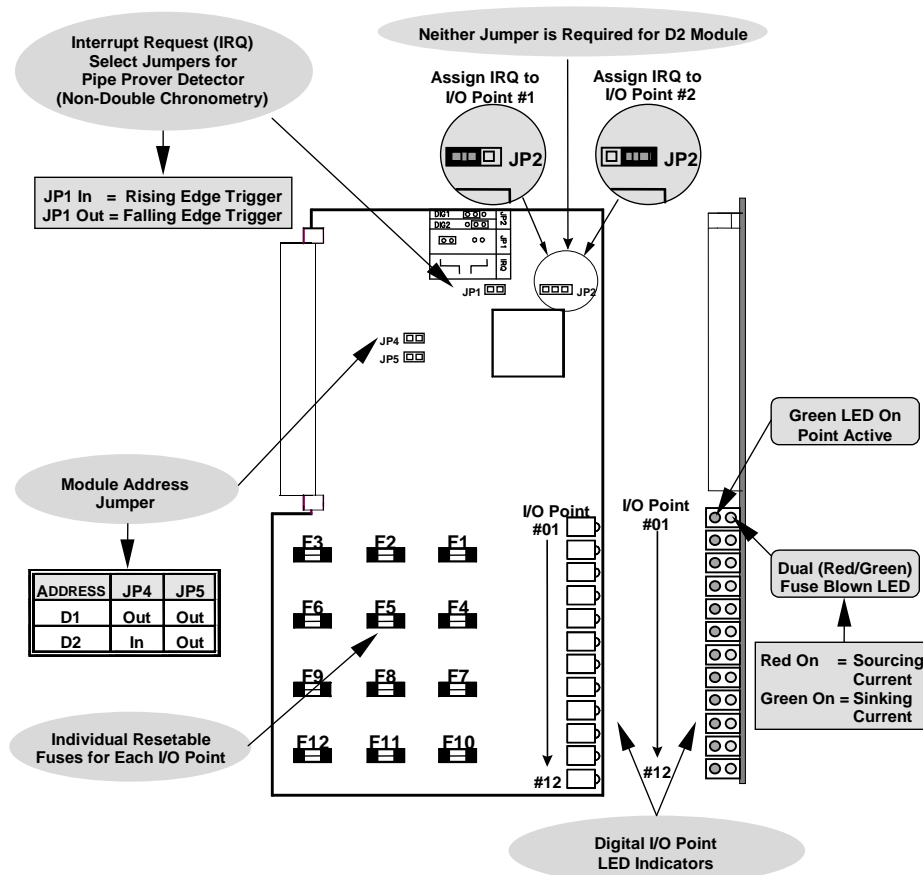 Interrupt Request (IRQ)
Select Jumpers for
Pipe Prover Detector
(Non-Double Chronometry)
Neither Jumper is Required for D2 Module
Assign IRQ to
I/O Point #1
Assign IRQ to
I/O Point #2
JP2
JP2
JP1 In = Rising Edge Trigger
JP1 Out = Falling Edge Trigger
DIG1
DIG2
JP2
JP1
IRQ
JP1
JP2
JP4
JP5
Green LED On
Point Active
Module Address
Jumper
I/O Point
#01
I/O Point
#01
F3
F2
F1
Dual (Red/Green)
Fuse Blown LED
ADDRESS JP4 JP5
D1 Out Out
D2 In Out
F6
F5
F4
Red On = Sourcing
Current
Green On = Sinking
Current
F9
F8
F7
Individual Resetable
Fuses for Each I/O Point
F12
F11
F10
#12
#12
Digital I/O Point
LED Indicators